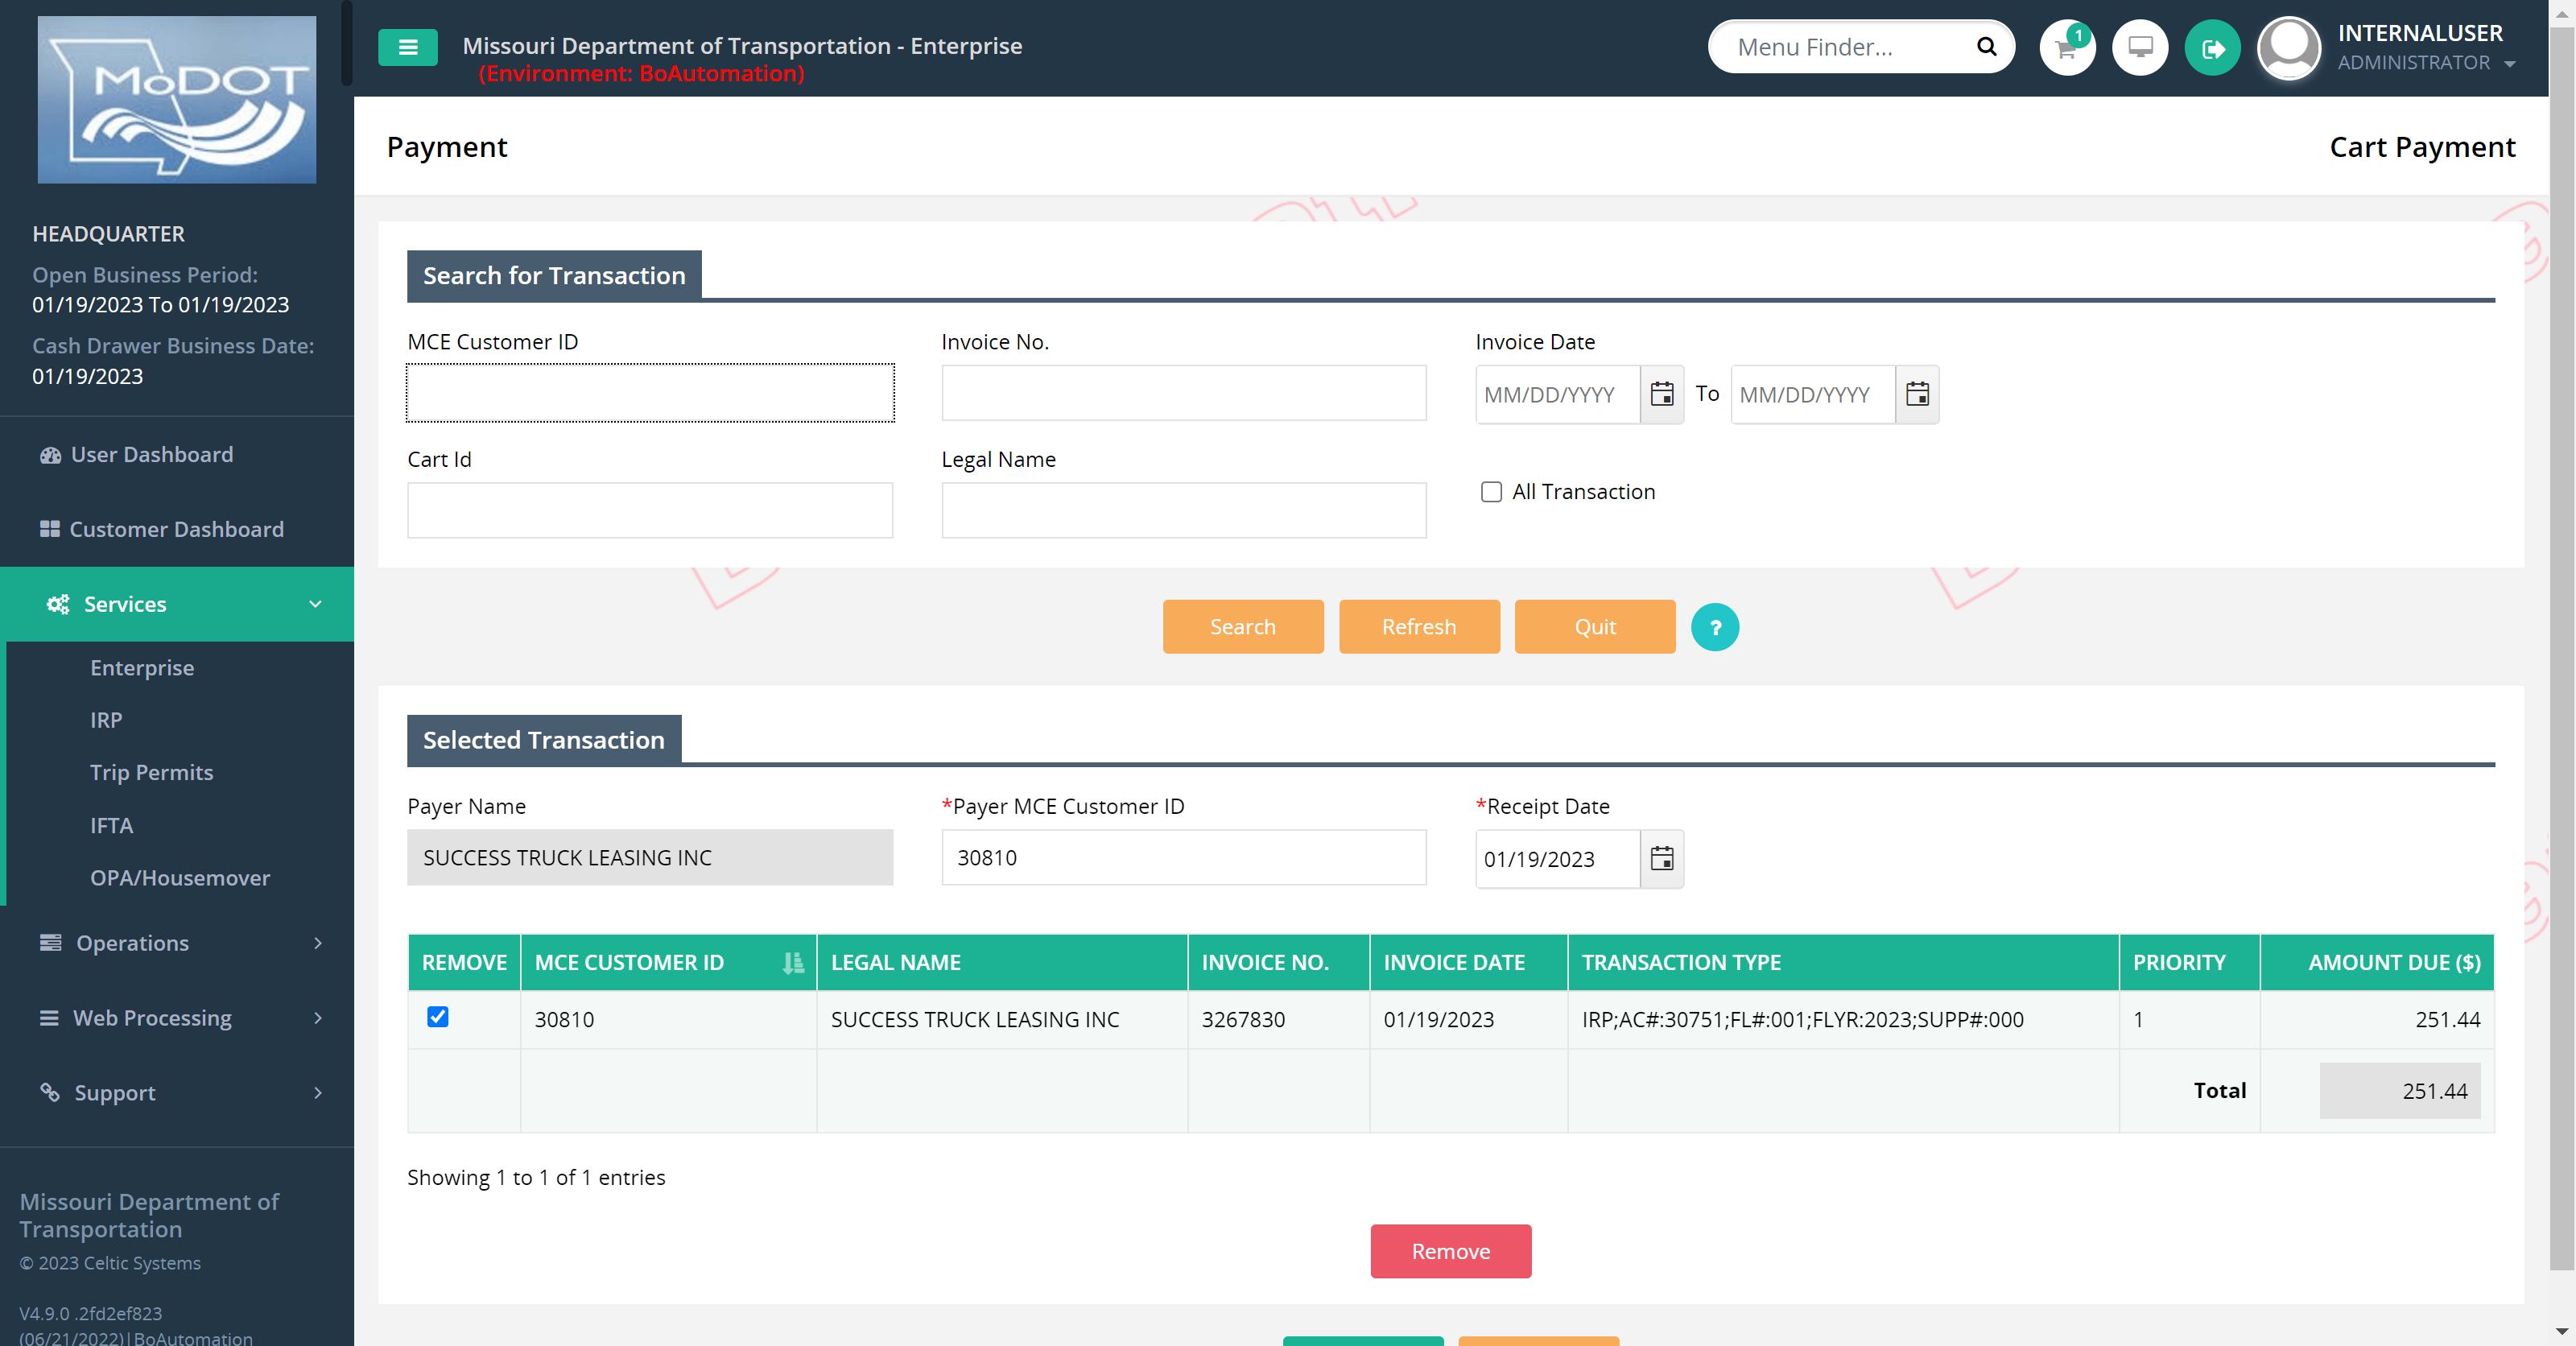 MoDOT
HEADQUARTER
Open Business Period:
01/19/2023 To 01/19/2023
Cash Drawer Business Date:
01/19/2023
User Dashboard
Customer Dashboard
Services
Enterprise
IRP
Trip Permits
IFTA
OPA/Housemover
Operations
Web Processing
Support
Missouri Department of
Transportation
© 2023 Celtic Systems
V4.9.0 .2fd2ef823
(06/21/2022)|BoAutomation
Missouri Department of Transportation - Enterprise
(Environment: BoAutomation)
Menu Finder...
1
INTERNALUSER
ADMINISTRATOR
Payment
Cart Payment
Search for Transaction
MCE Customer ID
Invoice No.
Invoice Date
MM/DD/YYYY To MM/DD/YYYY
Cart Id
Legal Name
All Transaction
Search
Refresh
Quit
?
Selected Transaction
Payer Name
*Payer MCE Customer ID
*Receipt Date
SUCCESS TRUCK LEASING INC
30810
01/19/2023
REMOVE MCE CUSTOMER ID LEGAL NAME INVOICE NO. INVOICE DATE TRANSACTION TYPE PRIORITY AMOUNT DUE ($)
30810 SUCCESS TRUCK LEASING INC 3267830 01/19/2023 IRP;AC#:30751;FL#:001;FLYR:2023;SUPP#:000 1 251.44
Total 251.44
Showing 1 to 1 of 1 entries
Remove